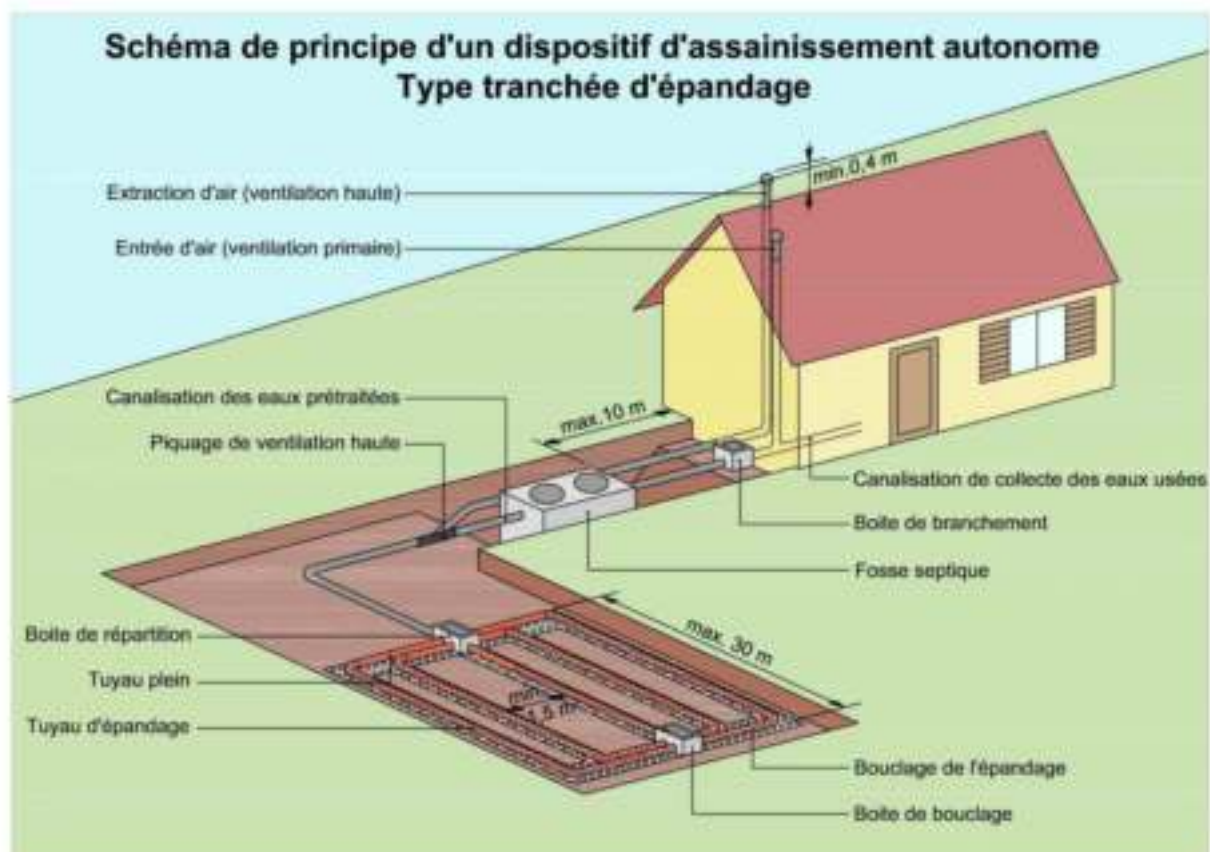 Schéma de principe d'un dispositif d'assainissement autonome
Type tranchée d'épandage
min.0,4 m
Extraction d'air (ventilation haute)
Entrée d'air (ventilation primaire)
Canalisation des eaux prétraitées
max.10 m
Piquage de ventilation haute
Canalisation de collecte des eaux usées
Boite de branchement
Fosse septique
Boite de répartition
max. 30 m
Tuyau plein
min.
1,5 m
Tuyau d'épandage
Bouclage de l'épandage
Boite de bouclage